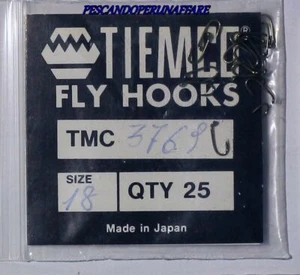 PESCANDOPERUNAFFARE
TIEMCO®
FLY HOOKS
TMC 3769
SIZE 18
QTY 25
Made in Japan